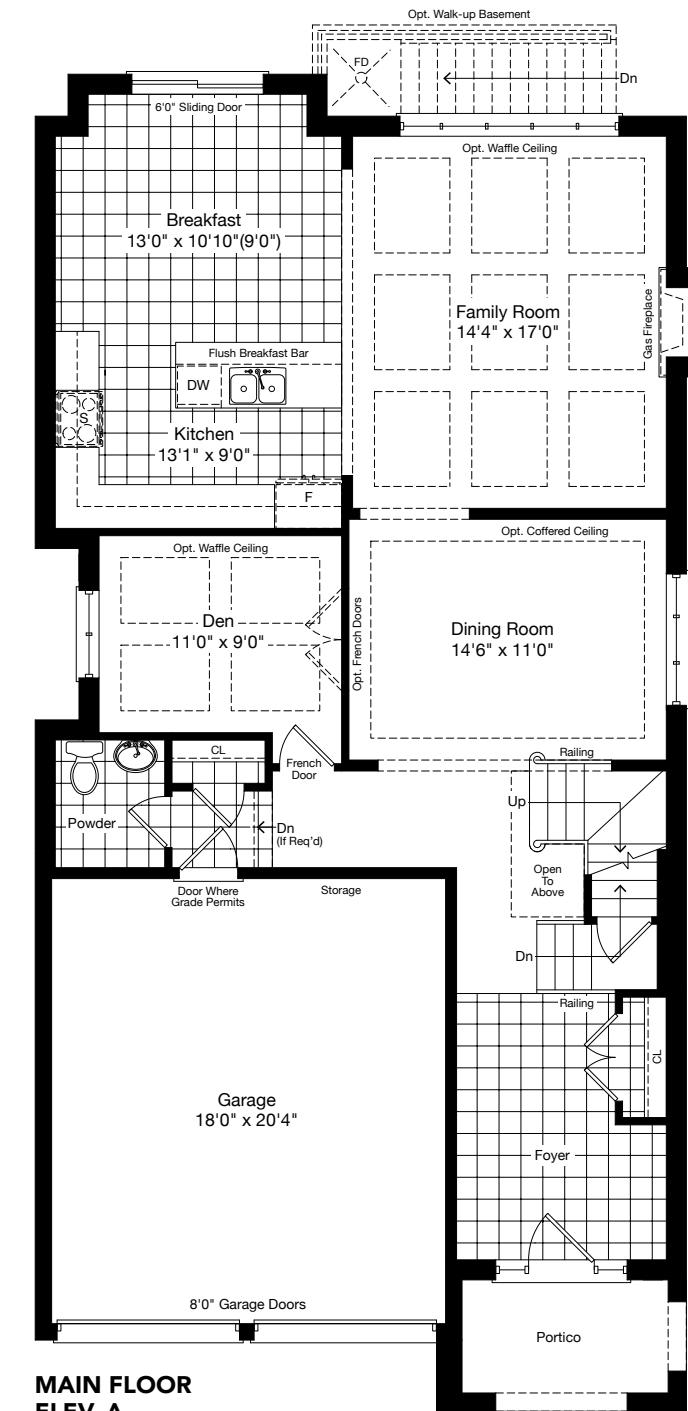 Opt. Walk-up Basement
FD
Dn
6'0" Sliding Door
Opt. Waffle Ceiling
Breakfast
13'0" x 10'10"(9'0")
Family Room
14'4" x 17'0"
Gas Fireplace
Flush Breakfast Bar
DW
S
Kitchen
13'1" x 9'0"
F
Opt. Coffered Ceiling
Opt. Waffle Ceiling
Den
11'0" x 9'0"
Opt. French Doors
Dining Room
14'6" x 11'0"
CL
French
Door
Railing
Powder
Dn
(If Req'd)
Up
Open
To
Above
Door Where
Grade Permits
Storage
Dn
Railing
CL
Garage
18'0" x 20'4"
Foyer
8'0" Garage Doors
Portico
MAIN FLOOR
ELEV. A